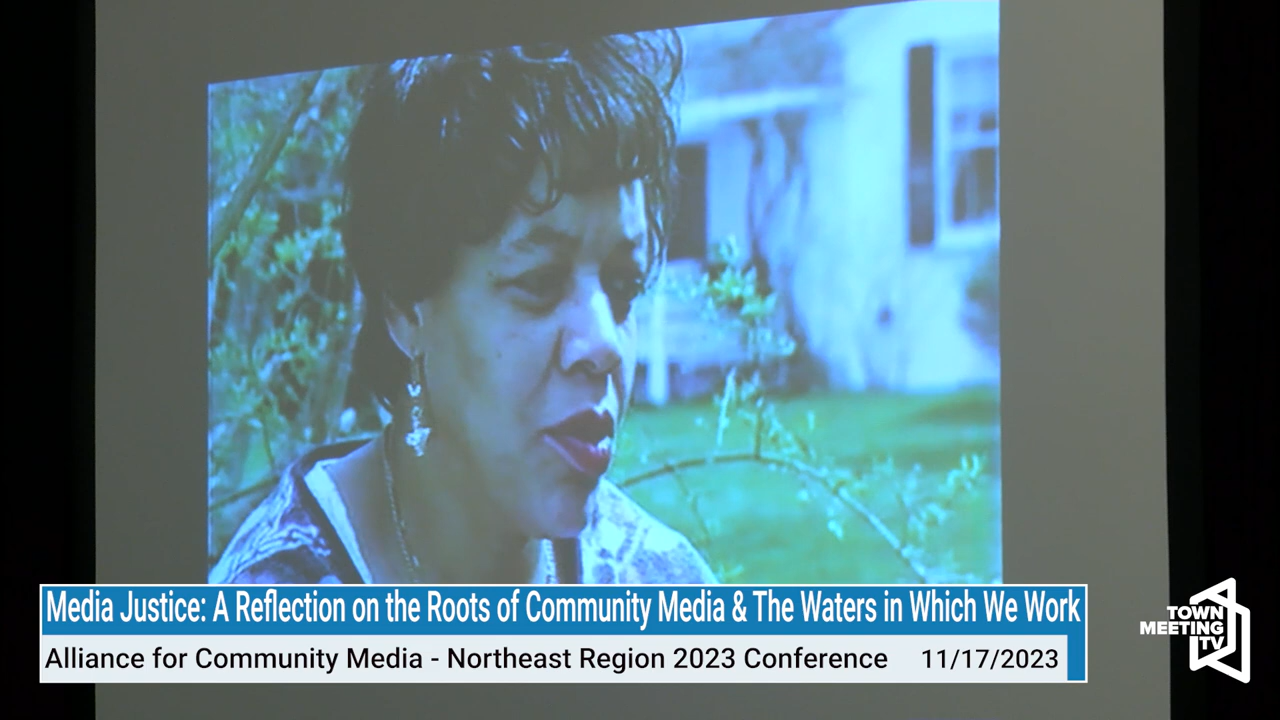 Media Justice: A Reflection on the Roots of Community Media & The Waters in Which We Work
Alliance for Community Media - Northeast Region 2023 Conference 11/17/2023
TOWN
MEETING
TV